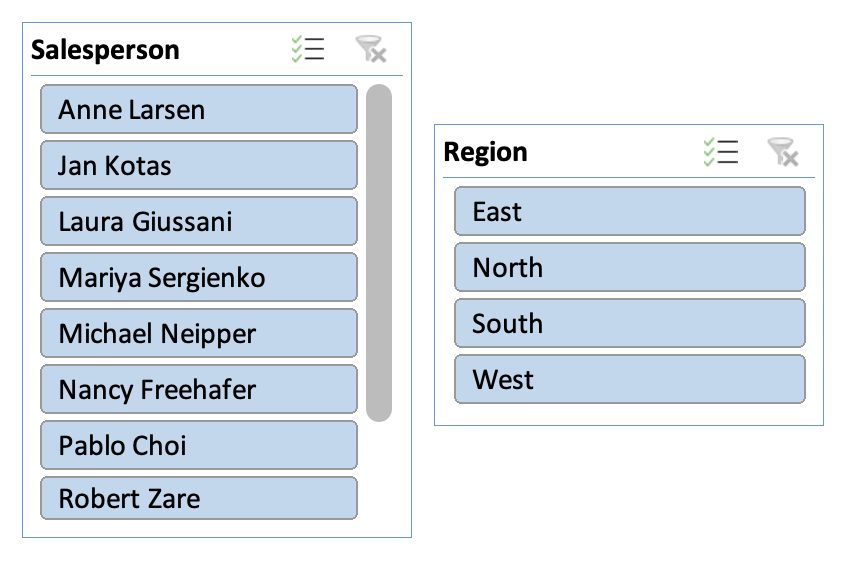 Salesperson
Anne Larsen
Jan Kotas
Laura Giussani
Mariya Sergienko
Michael Neipper
Nancy Freehafer
Pablo Choi
Robert Zare
Region
East
North
South
West